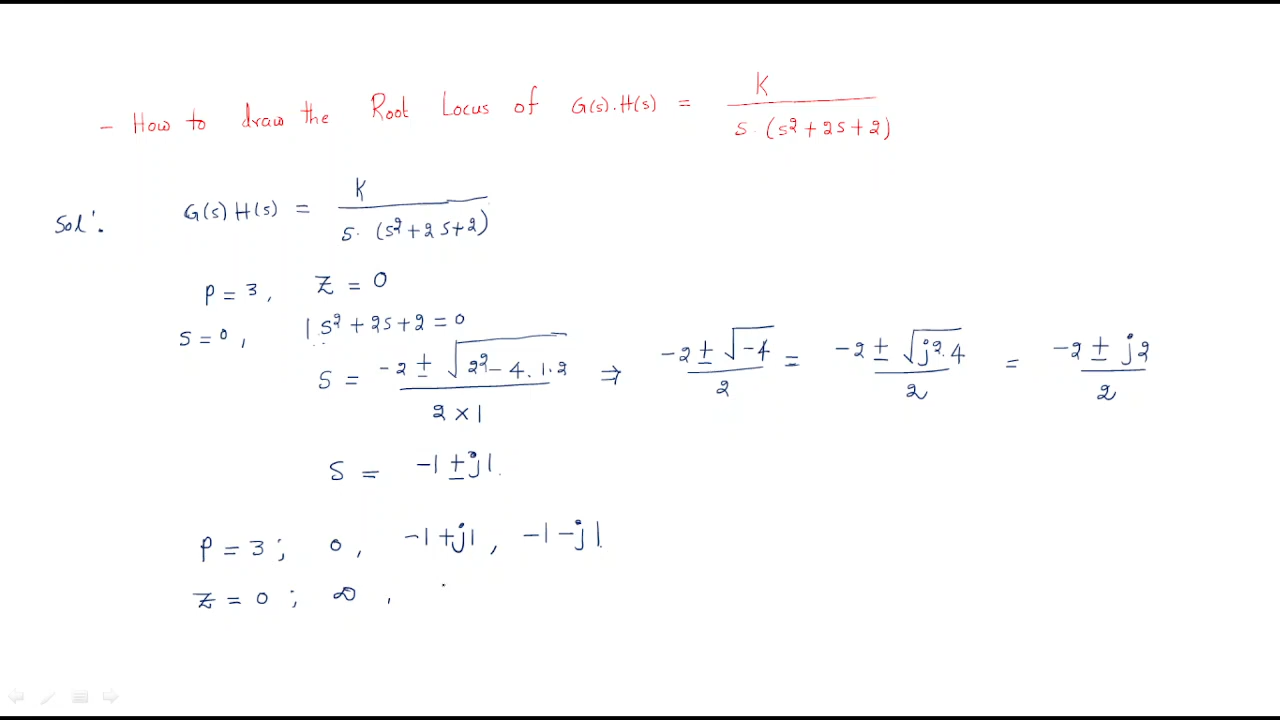 - How to draw the Root Locus of G(s).H(s) = K / s.(s²+2s+2)
Sol'. G(s)H(s) = K / s.(s²+2s+2)
P = 3, Z = 0
s = 0, 1s²+2s+2 = 0
s = -2 ± √(2²-4.1.2) / 2×1 ⇒ -2 ± √-4 / 2 = -2 ± √j².4 / 2 = -2 ± j2 / 2
s = -1 ± j1.
P = 3; 0, -1+j1, -1-j1.
Z = 0; ∞,